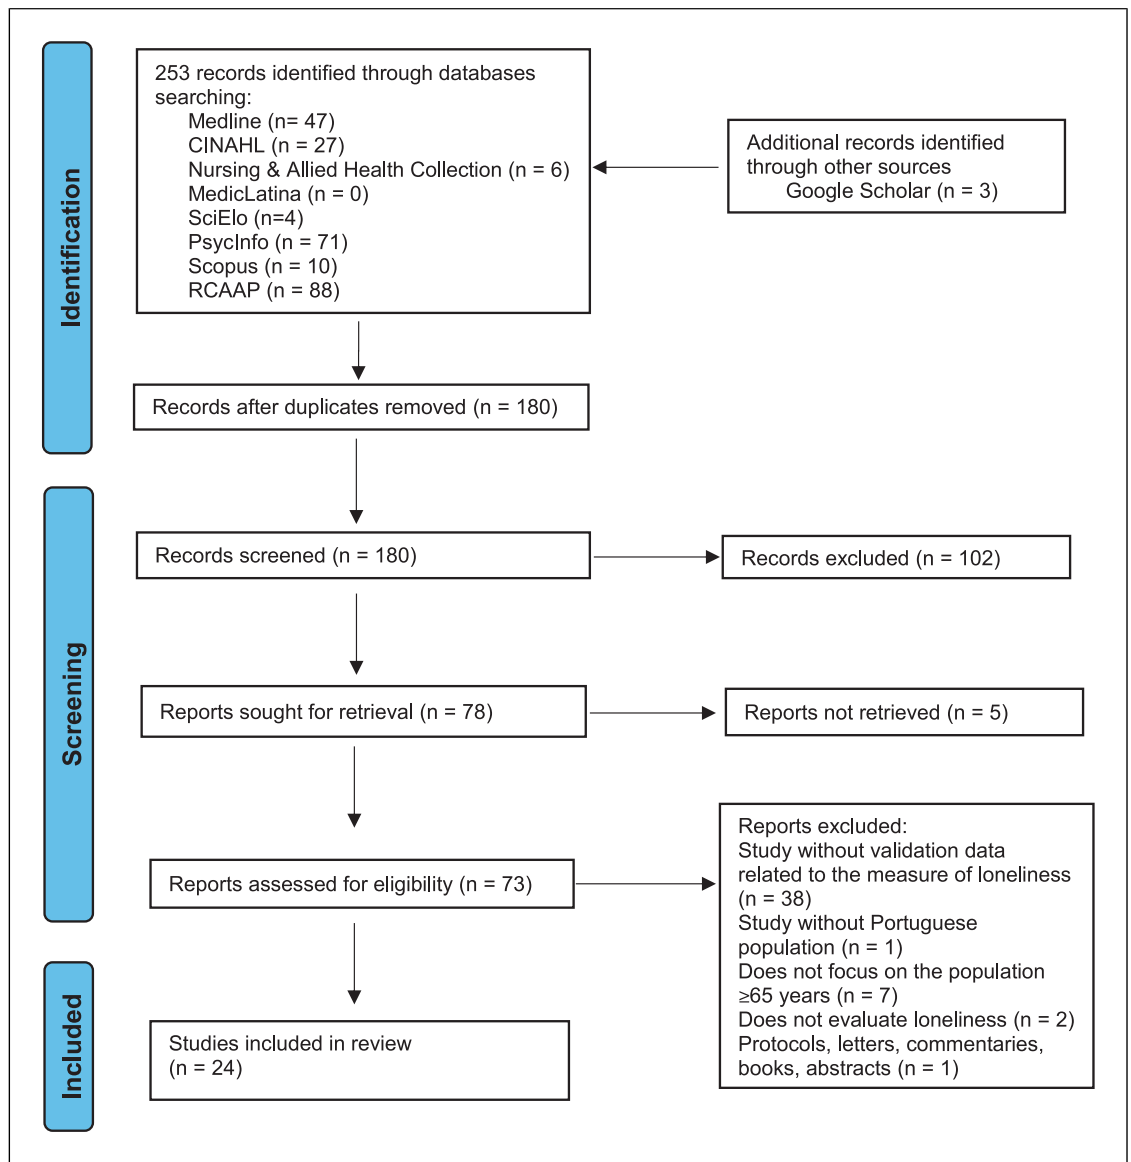 Identification
253 records identified through databases
searching:
Medline (n= 47)
CINAHL (n = 27)
Nursing & Allied Health Collection (n = 6)
MedicLatina (n = 0)
SciElo (n=4)
PsycInfo (n = 71)
Scopus (n = 10)
RCAAP (n = 88)
Additional records identified
through other sources
Google Scholar (n = 3)
Records after duplicates removed (n = 180)
Screening
Records screened (n = 180)
Records excluded (n = 102)
Reports sought for retrieval (n = 78)
Reports not retrieved (n = 5)
Reports assessed for eligibility (n = 73)
Reports excluded:
Study without validation data
related to the measure of loneliness
(n = 38)
Study without Portuguese
population (n = 1)
Does not focus on the population
≥65 years (n = 7)
Does not evaluate loneliness (n = 2)
Protocols, letters, commentaries,
books, abstracts (n = 1)
Included
Studies included in review
(n = 24)